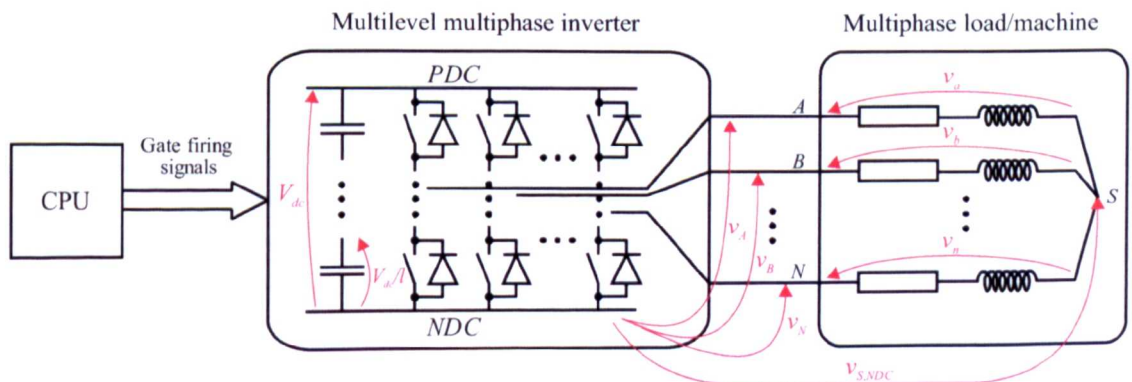 Multilevel multiphase inverter
Multiphase load/machine
PDC
Gate firing
signals
CPU
V_dc
V_dc/l
NDC
A
B
N
v_A
v_B
v_N
v_a
v_b
v_n
S
v_S,NDC